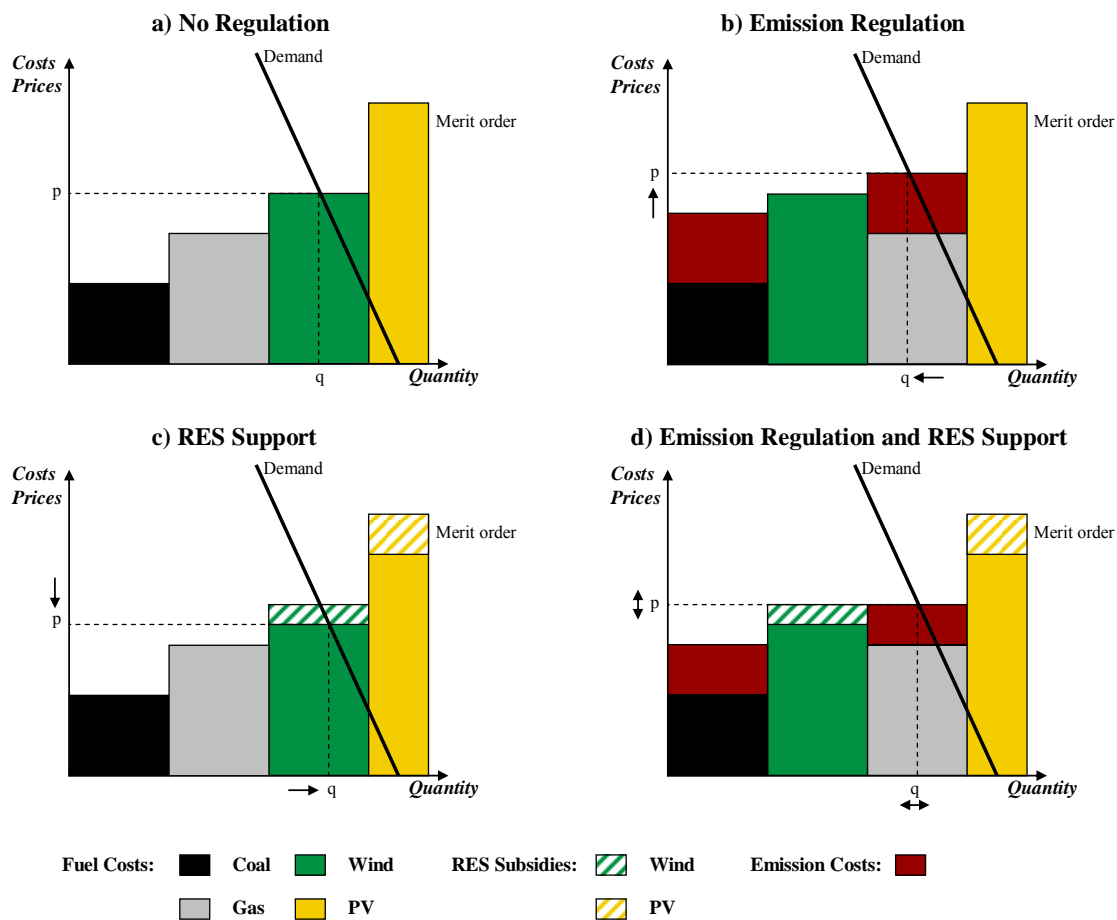 a) No Regulation
Costs
Prices
Demand
Merit order
p
q
Quantity
b) Emission Regulation
Costs
Prices
Demand
Merit order
p
q
Quantity
c) RES Support
Costs
Prices
Demand
Merit order
p
q
Quantity
d) Emission Regulation and RES Support
Costs
Prices
Demand
Merit order
p
q
Quantity
Fuel Costs: Coal Wind RES Subsidies: Wind Emission Costs:
Gas PV PV